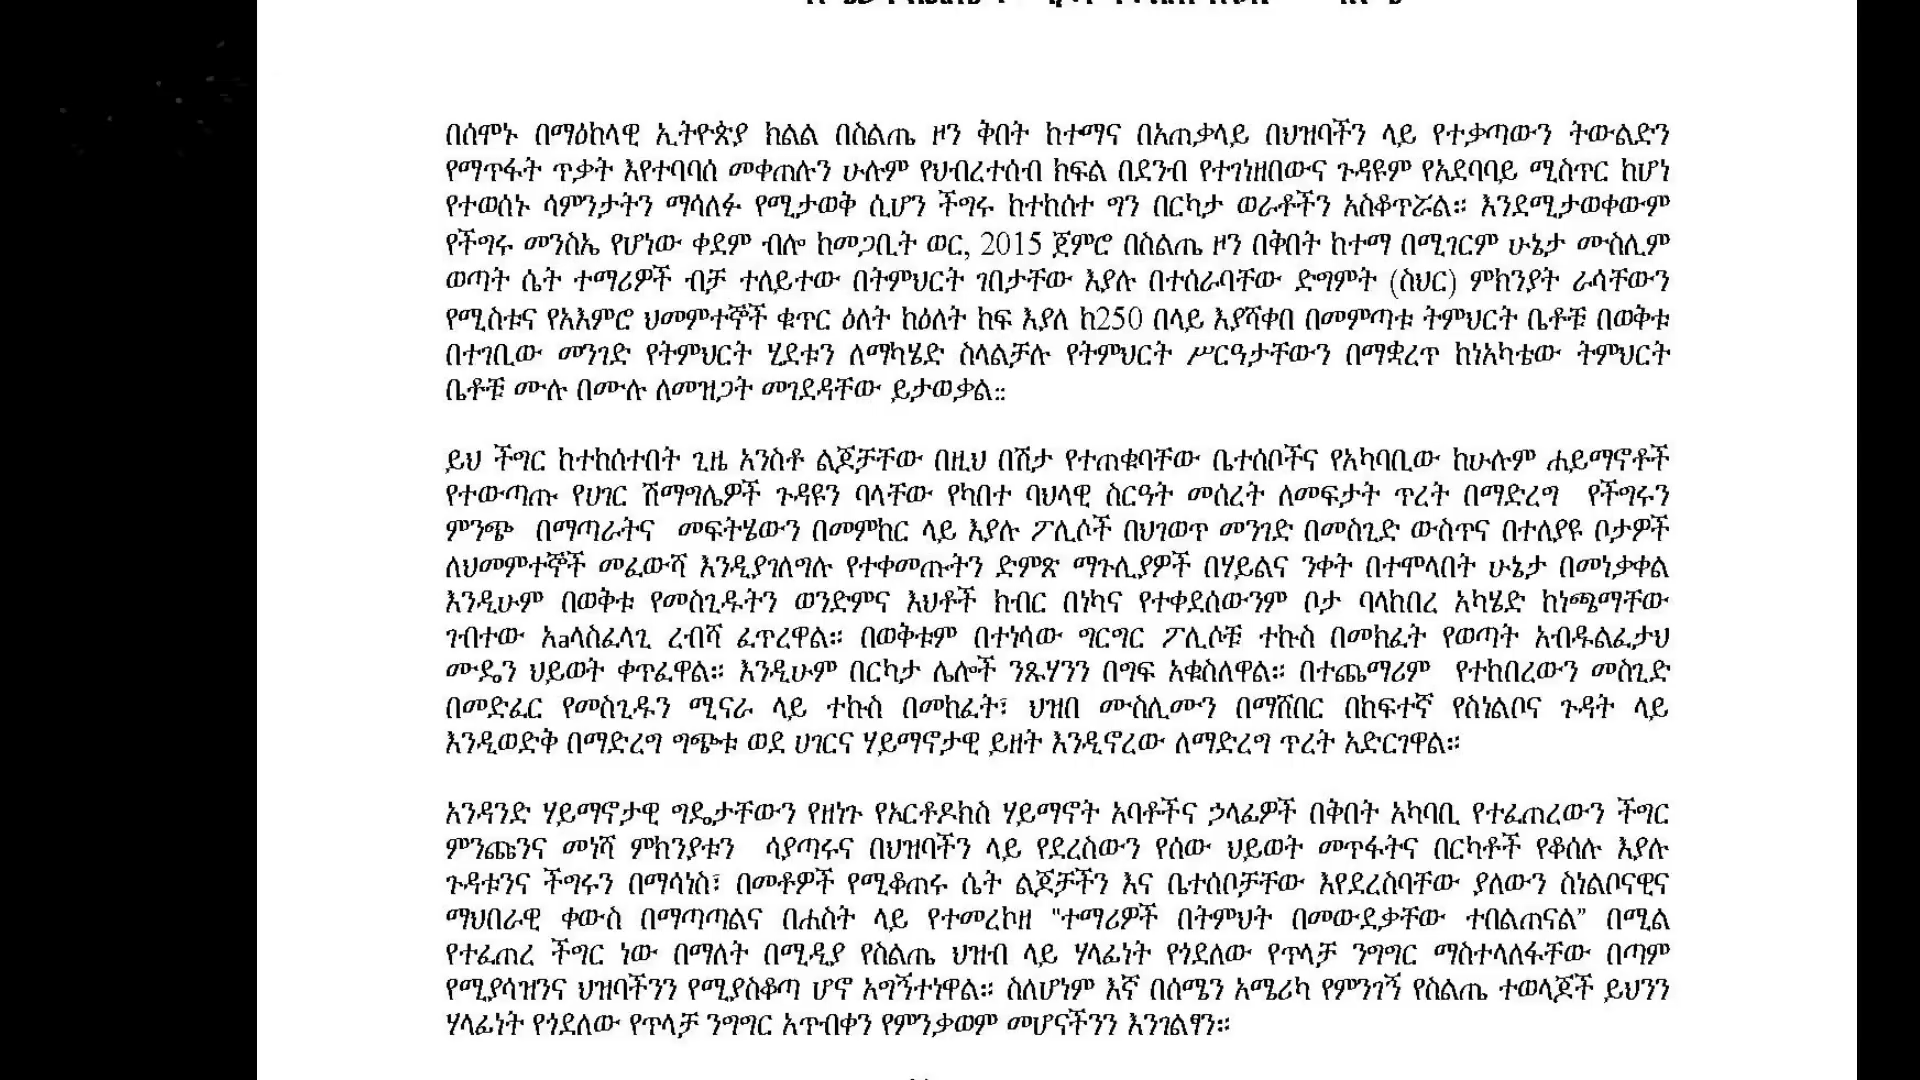 በሰሞኑ በማዕከላዊ ኢትዮጵያ ክልል በስልጤ ዞን ቅበት ከተማና በአጠቃላይ በህዝባችን ላይ የተቃጣውን ትውልድን
የማጥፋት ጥቃት እየተባባሰ መቀጠሉን ሁሉም የህብረተሰብ ክፍል በደንብ የተገነዘበውና ጉዳዩም የአደባባይ ሚስጥር ከሆነ
የተወሰኑ ሳምንታትን ማሳለፉ የሚታወቅ ሲሆን ችግሩ ከተከሰተ ግን በርካታ ወራቶችን አስቆጥሯል። እንደሚታወቀውም
የችግሩ መንስኤ የሆነው ቀደም ብሎ ከመጋቢት ወር, 2015 ጀምሮ በስልጤ ዞን በቅበት ከተማ በሚገርም ሁኔታ ሙስሊም
ወጣት ሴት ተማሪዎች ብቻ ተለይተው በትምህርት ገበታቸው እያሉ በተሰራባቸው ድግምት (ስህር) ምክንያት ራሳቸውን
የሚስቱና የአእምሮ ህመምተኞች ቁጥር ዕለት ከዕለት ከፍ እያለ ከ250 በላይ እያሻቀበ በመምጣቱ ትምህርት ቤቶቹ በወቅቱ
በተገቢው መንገድ የትምህርት ሂደቱን ለማካሄድ ስላልቻሉ የትምህርት ሥርዓታቸውን በማቋረጥ ከነአካቴው ትምህርት
ቤቶቹ ሙሉ በሙሉ ለመዝጋት መገደዳቸው ይታወቃል።
ይህ ችግር ከተከሰተበት ጊዜ አንስቶ ልጆቻቸው በዚህ በሽታ የተጠቁባቸው ቤተሰቦችና የአካባቢው ከሁሉም ሐይማኖቶች
የተውጣጡ የሀገር ሽማግሌዎች ጉዳዩን ባላቸው የካበተ ባህላዊ ስርዓት መሰረት ለመፍታት ጥረት በማድረግ የችግሩን
ምንጭ በማጣራትና መፍትሄውን በመምከር ላይ እያሉ ፖሊሶች በህገወጥ መንገድ በመስጊድ ውስጥና በተለያዩ ቦታዎች
ለህመምተኞች መፈውሻ እንዲያገለግሉ የተቀመጡትን ድምጽ ማጉሊያዎች በሃይልና ንቀት በተሞላበት ሁኔታ በመነቃቀል
እንዲሁም በወቅቱ የመስጊዱትን ወንድምና እህቶች ክብር በነካና የተቀደሰውንም ቦታ ባላከበረ አካሄድ ከነጫማቸው
ገብተው አaላስፈላጊ ረብሻ ፈጥረዋል። በወቅቱም በተነሳው ግርግር ፖሊሶቹ ተኩስ በመክፈት የወጣት አብዱልፈታህ
ሙዴን ህይወት ቀጥፈዋል። እንዲሁም በርካታ ሌሎች ንጹሃንን በግፍ አቁስለዋል። በተጨማሪም የተከበረውን መስጊድ
በመድፈር የመስጊዱን ሚናራ ላይ ተኩስ በመከፈት፣ ህዝበ ሙስሊሙን በማሸበር በከፍተኛ የስነልቦና ጉዳት ላይ
እንዲወድቅ በማድረግ ግጭቱ ወደ ሀገርና ሃይማኖታዊ ይዘት እንዲኖረው ለማድረግ ጥረት አድርገዋል።
አንዳንድ ሃይማኖታዊ ግዴታቸውን የዘነጉ የኦርቶዶክስ ሃይማኖት አባቶችና ኃላፊዎች በቅበት አካባቢ የተፈጠረውን ችግር
ምንጩንና መነሻ ምክንያቱን ሳያጣሩና በህዝባችን ላይ የደረሰውን የሰው ህይወት መጥፋትና በርካቶች የቆሰሉ እያሉ
ጉዳቱንና ችግሩን በማሳነስ፣ በመቶዎች የሚቆጠሩ ሴት ልጆቻችን እና ቤተሰቦቻቸው እየደረሰባቸው ያለውን ስነልቦናዊና
ማህበራዊ ቀውስ በማጣጣልና በሐሰት ላይ የተመረኮዘ "ተማሪዎች በትምህት በመውደቃቸው ተበልጠናል” በሚል
የተፈጠረ ችግር ነው በማለት በሚዲያ የስልጤ ህዝብ ላይ ሃላፊነት የጎደለው የጥላቻ ንግግር ማስተላለፋቸው በጣም
የሚያሳዝንና ህዝባችንን የሚያስቆጣ ሆኖ አግኝተነዋል። ስለሆነም እኛ በሰሜን አሜሪካ የምንገኝ የስልጤ ተወላጆች ይህንን
ሃላፊነት የጎደለው የጥላቻ ንግግር አጥብቀን የምንቃወም መሆናችንን እንገልፃን።